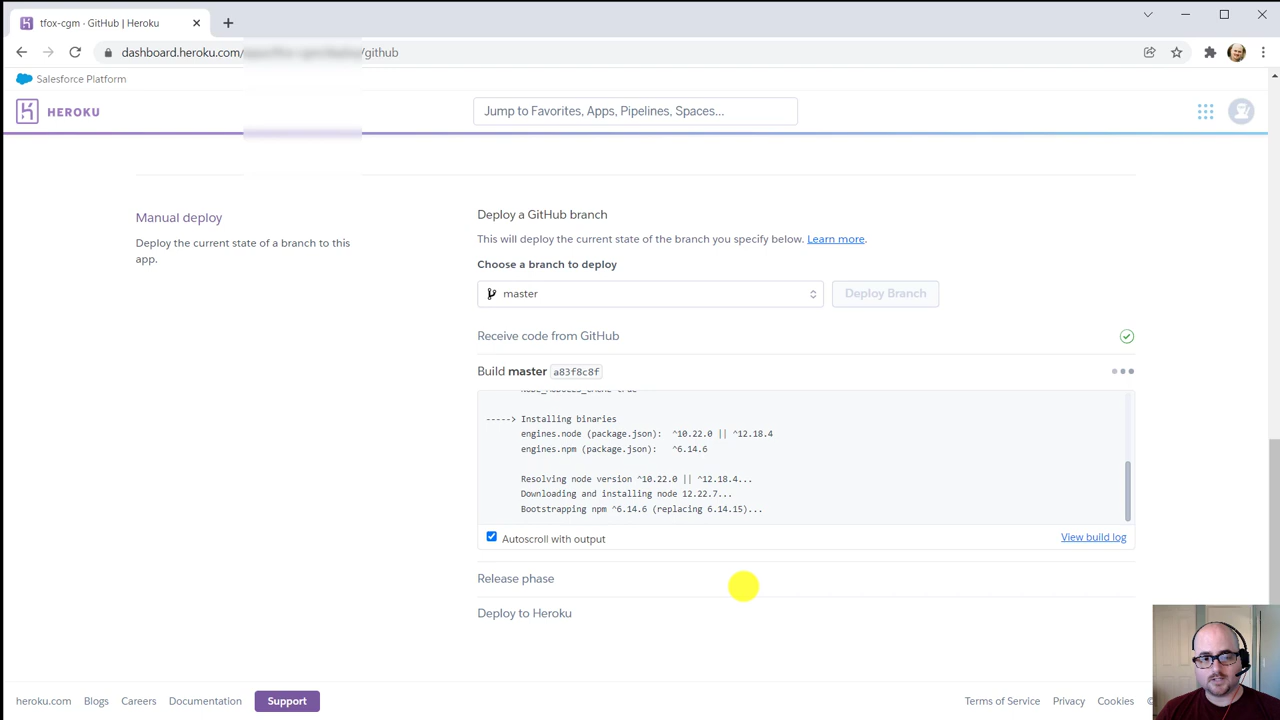 tfox-cgm · GitHub | Heroku
dashboard.heroku.com/
/github
Salesforce Platform
HEROKU
Jump to Favorites, Apps, Pipelines, Spaces...
Manual deploy
Deploy the current state of a branch to this
app.
Deploy a GitHub branch
This will deploy the current state of the branch you specify below. Learn more.
Choose a branch to deploy
master
Deploy Branch
Receive code from GitHub
Build master a83f8c8f
NODE_MODULES_CACHE=true
-----> Installing binaries
engines.node (package.json): ^10.22.0 || ^12.18.4
engines.npm (package.json): ^6.14.6
Resolving node version ^10.22.0 || ^12.18.4...
Downloading and installing node 12.22.7...
Bootstrapping npm ^6.14.6 (replacing 6.14.15)...
Autoscroll with output
View build log
Release phase
Deploy to Heroku
heroku.com
Blogs
Careers
Documentation
Support
Terms of Service
Privacy
Cookies
©